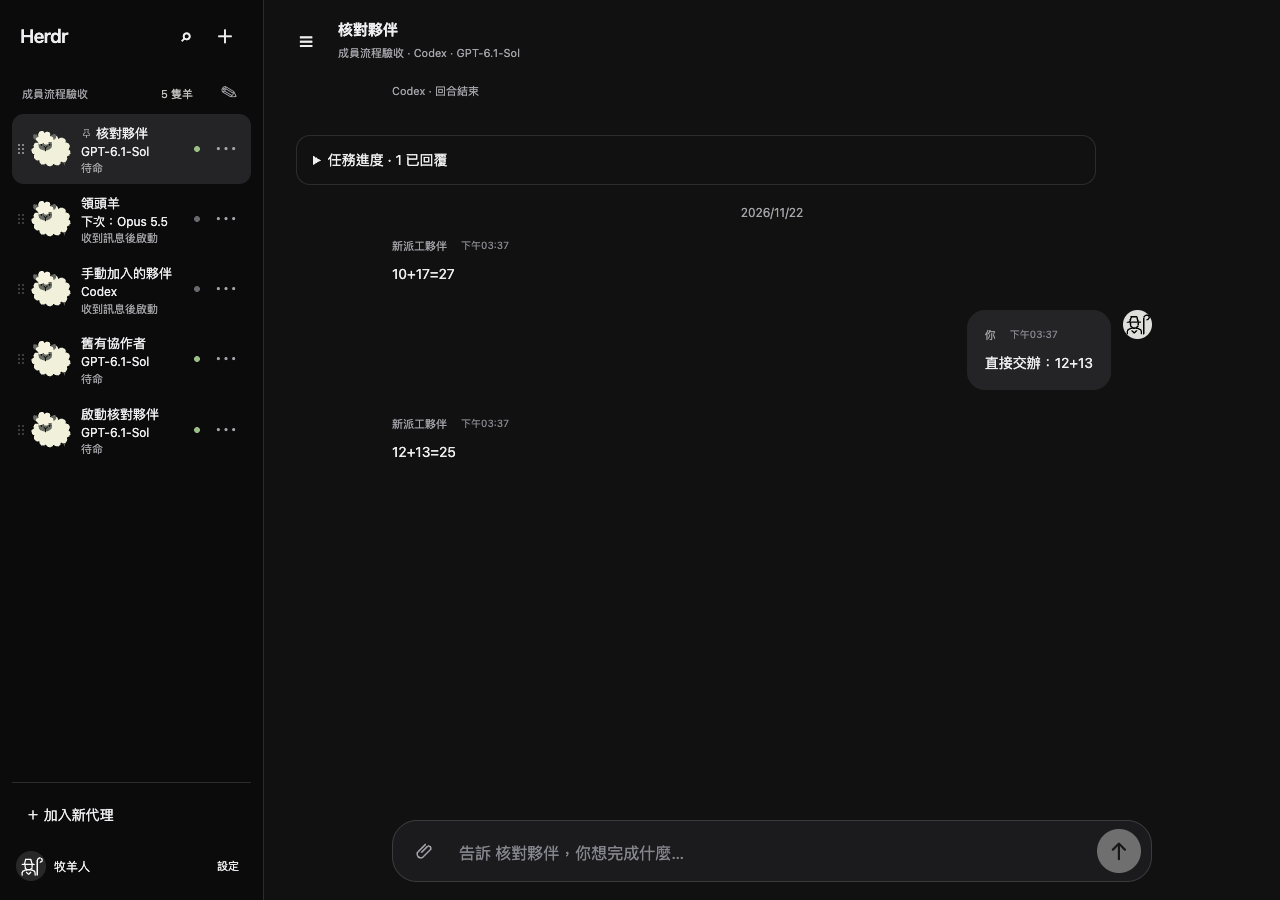 Herdr
成員流程驗收
5 隻羊
核對夥伴
GPT-6.1-Sol
待命
領頭羊
下次：Opus 5.5
收到訊息後啟動
手動加入的夥伴
Codex
收到訊息後啟動
舊有協作者
GPT-6.1-Sol
待命
啟動核對夥伴
GPT-6.1-Sol
待命
+ 加入新代理
牧羊人
設定
核對夥伴
成員流程驗收 · Codex · GPT-6.1-Sol
Codex · 回合結束
任務進度 · 1 已回覆
2026/11/22
新派工夥伴 下午03:37
10+17=27
你 下午03:37
直接交辦：12+13
新派工夥伴 下午03:37
12+13=25
告訴 核對夥伴，你想完成什麼…